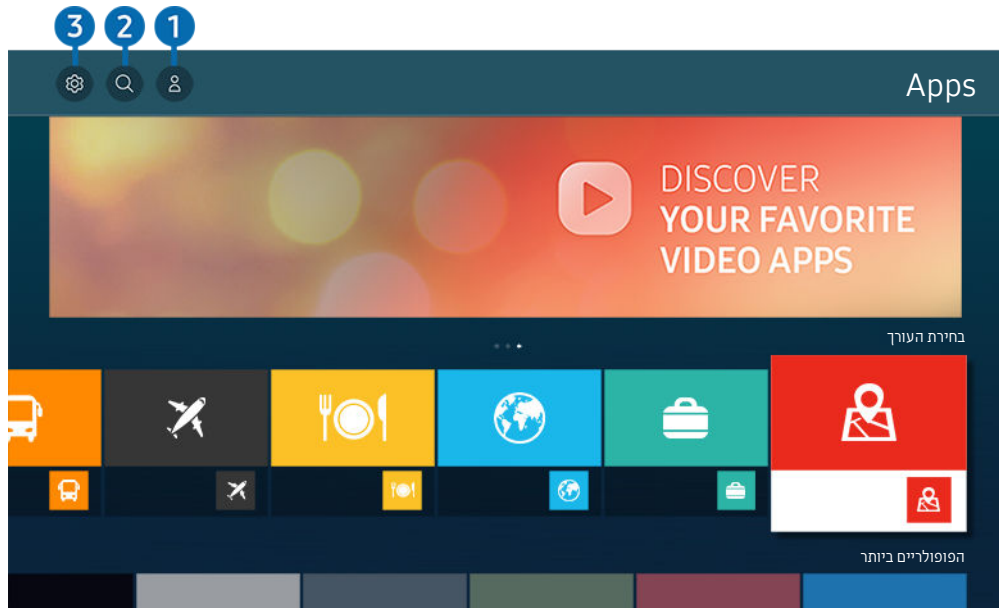 3 2 1
Apps
DISCOVER
YOUR FAVORITE
VIDEO APPS
בחירת העורך
הפופולריים ביותר